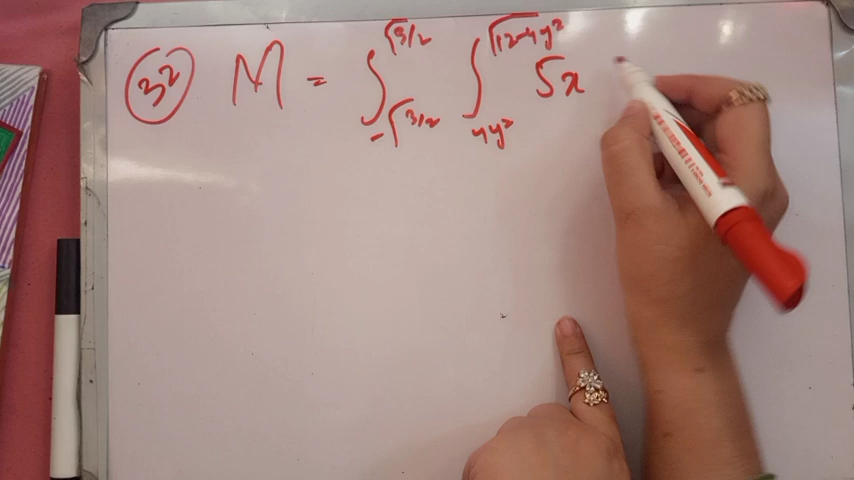 32 M = ∫_{-√3/2}^{√3/2} ∫_{4y²}^{√12-4y²} 5x